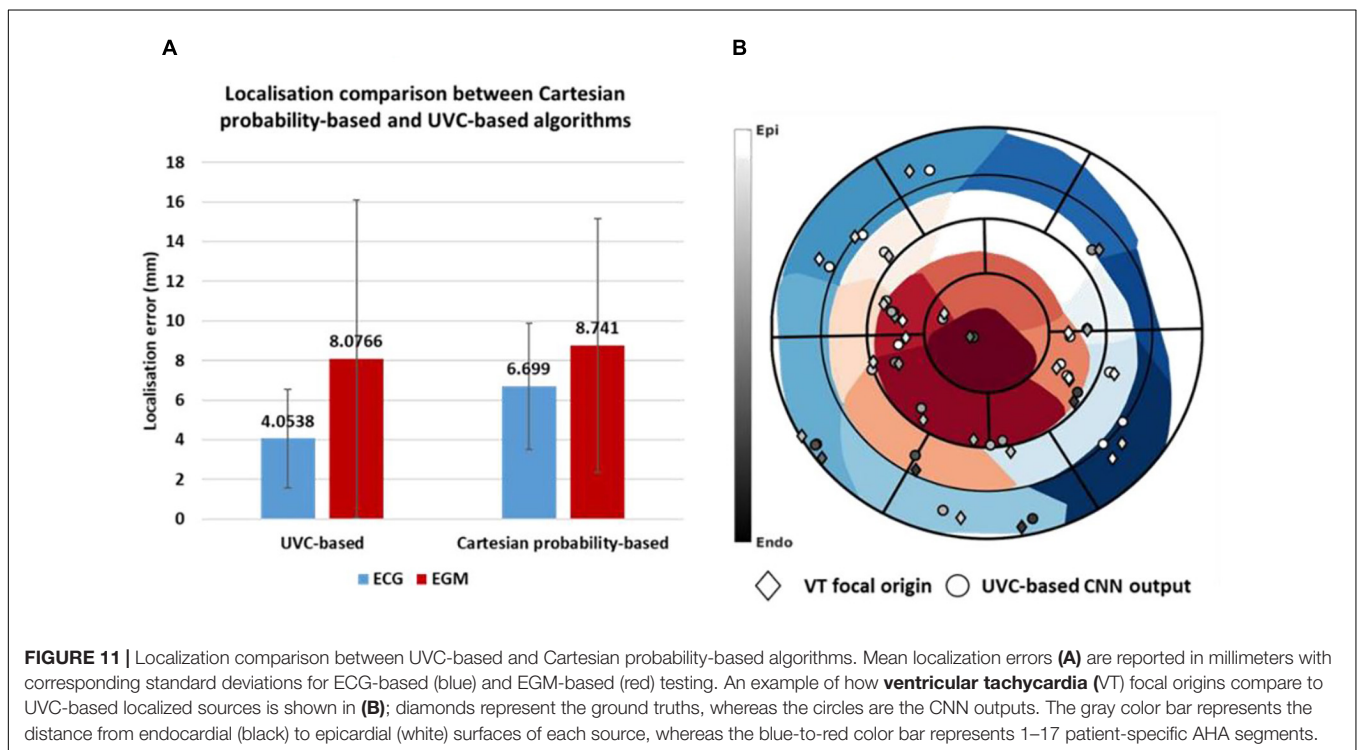 A
B
Localisation comparison between Cartesian
probability-based and UVC-based algorithms
Localisation error (mm)
18
16
14
12
10
8
6
4
2
0
4.0538
8.0766
6.699
8.741
UVC-based
Cartesian probability-based
ECG
EGM
Epi
Endo
VT focal origin
UVC-based CNN output
FIGURE 11 | Localization comparison between UVC-based and Cartesian probability-based algorithms. Mean localization errors (A) are reported in millimeters with
corresponding standard deviations for ECG-based (blue) and EGM-based (red) testing. An example of how ventricular tachycardia (VT) focal origins compare to
UVC-based localized sources is shown in (B); diamonds represent the ground truths, whereas the circles are the CNN outputs. The gray color bar represents the
distance from endocardial (black) to epicardial (white) surfaces of each source, whereas the blue-to-red color bar represents 1–17 patient-specific AHA segments.